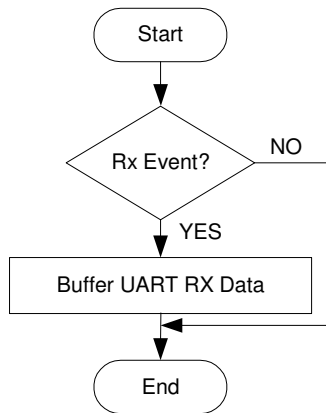 Start
Rx Event?
NO
YES
Buffer UART RX Data
End